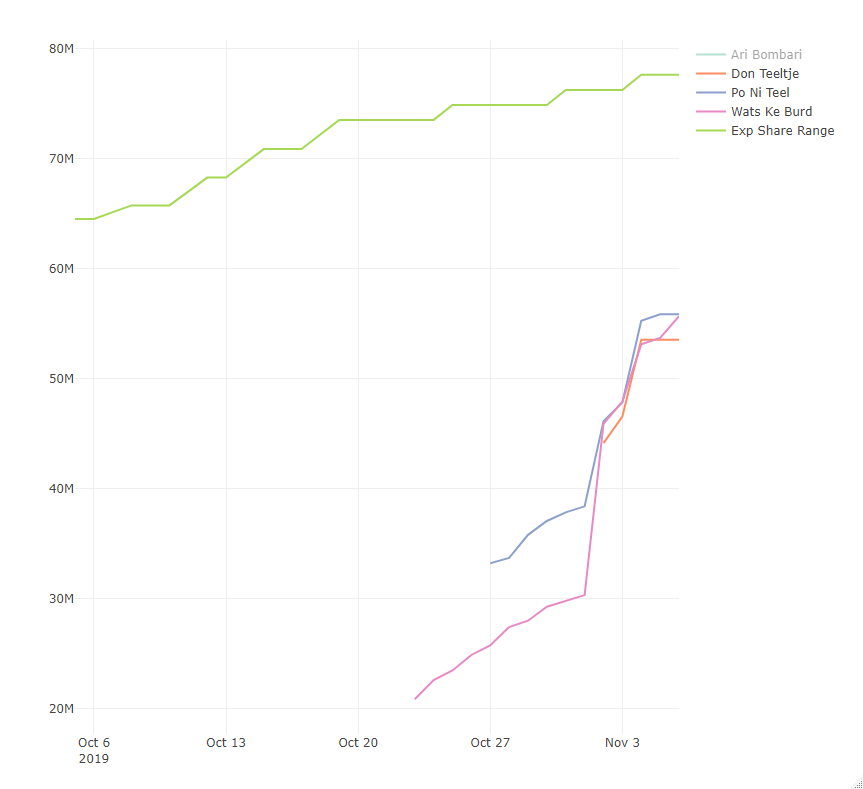 80M
70M
60M
50M
40M
30M
20M
Oct 6
2019
Oct 13
Oct 20
Oct 27
Nov 3
Ari Bombari
Don Teeltje
Po Ni Teel
Wats Ke Burd
Exp Share Range